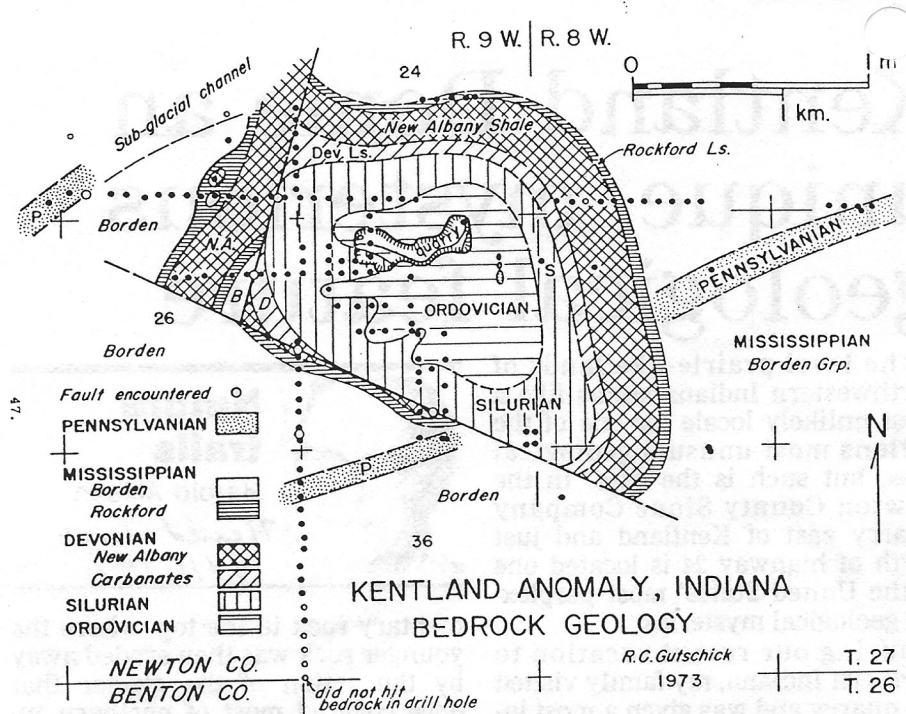 R. 9 W. R. 8 W.
0
mi
km.
24
Sub-glacial channel
New Albany Shale
Dev. Ls.
Rockford Ls.
P
Borden
N.A.
QUARRY
PENNSYLVANIAN
B
D
S
ORDOVICIAN
26
Borden
MISSISSIPPIAN
Borden Grp.
SILURIAN
N
P
Borden
36
47.
Fault encountered
PENNSYLVANIAN
MISSISSIPPIAN
Borden
Rockford
DEVONIAN
New Albany
Carbonates
SILURIAN
ORDOVICIAN
KENTLAND ANOMALY, INDIANA
BEDROCK GEOLOGY
R.C. Gutschick
1973
T. 27
T. 26
NEWTON CO.
BENTON CO.
did not hit
bedrock in drill hole